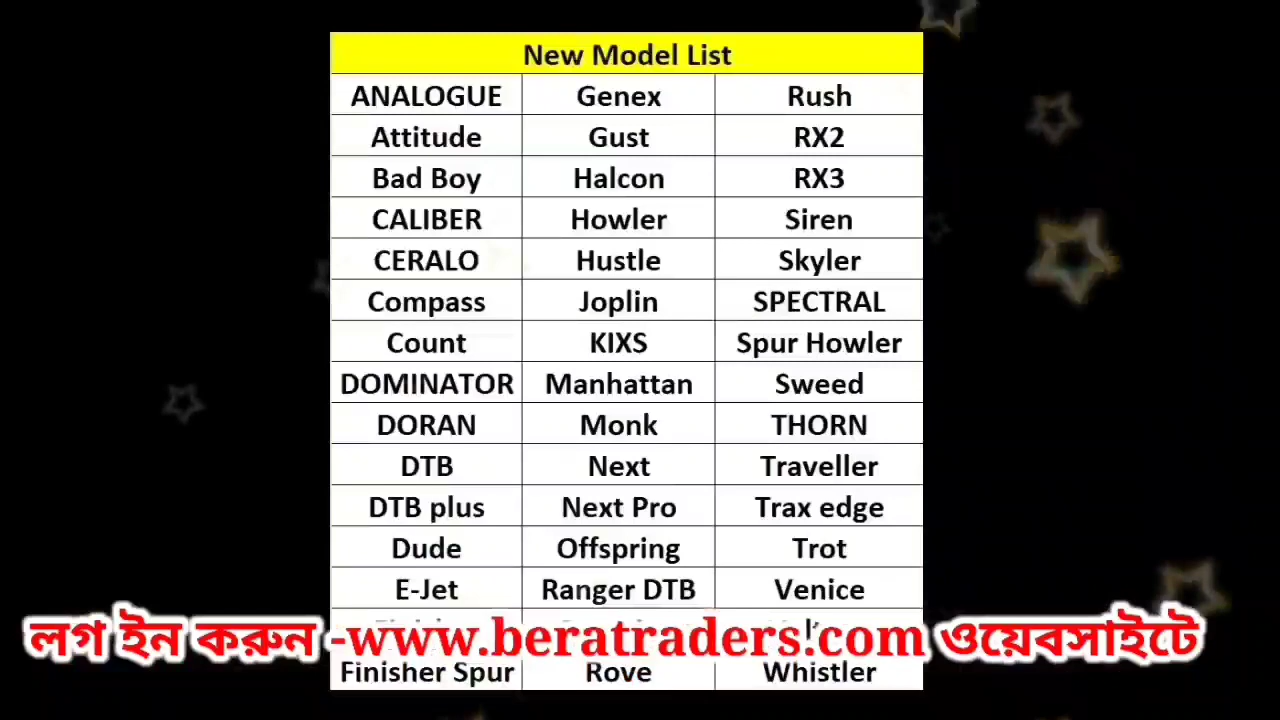 New Model List
ANALOGUE Genex Rush
Attitude Gust RX2
Bad Boy Halcon RX3
CALIBER Howler Siren
CERALO Hustle Skyler
Compass Joplin SPECTRAL
Count KIXS Spur Howler
DOMINATOR Manhattan Sweed
DORAN Monk THORN
DTB Next Traveller
DTB plus Next Pro Trax edge
Dude Offspring Trot
E-Jet Ranger DTB Venice
লগ ইন করুন -www.beratraders.com ওয়েবসাইটে
Finisher Spur Rove Whistler